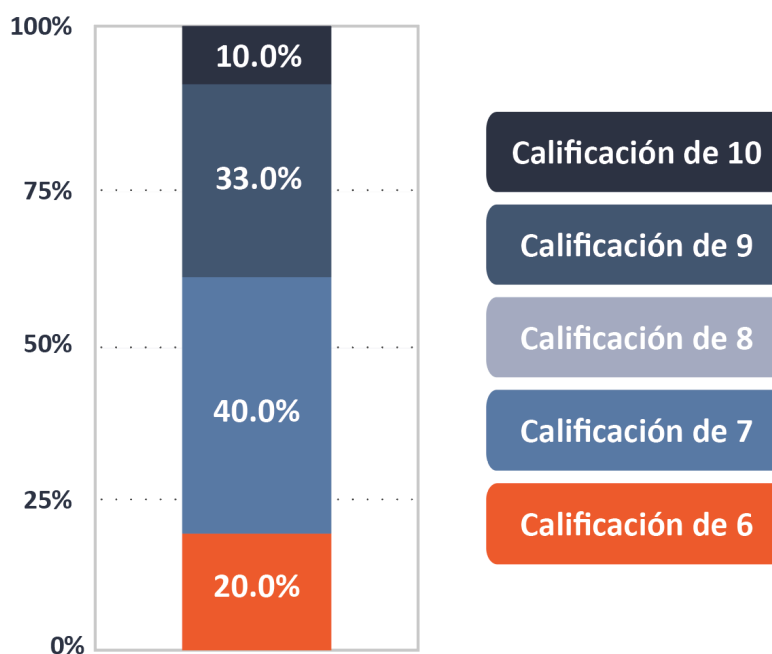 100%
75%
50%
25%
0%
10.0%
33.0%
40.0%
20.0%
Calificación de 10
Calificación de 9
Calificación de 8
Calificación de 7
Calificación de 6